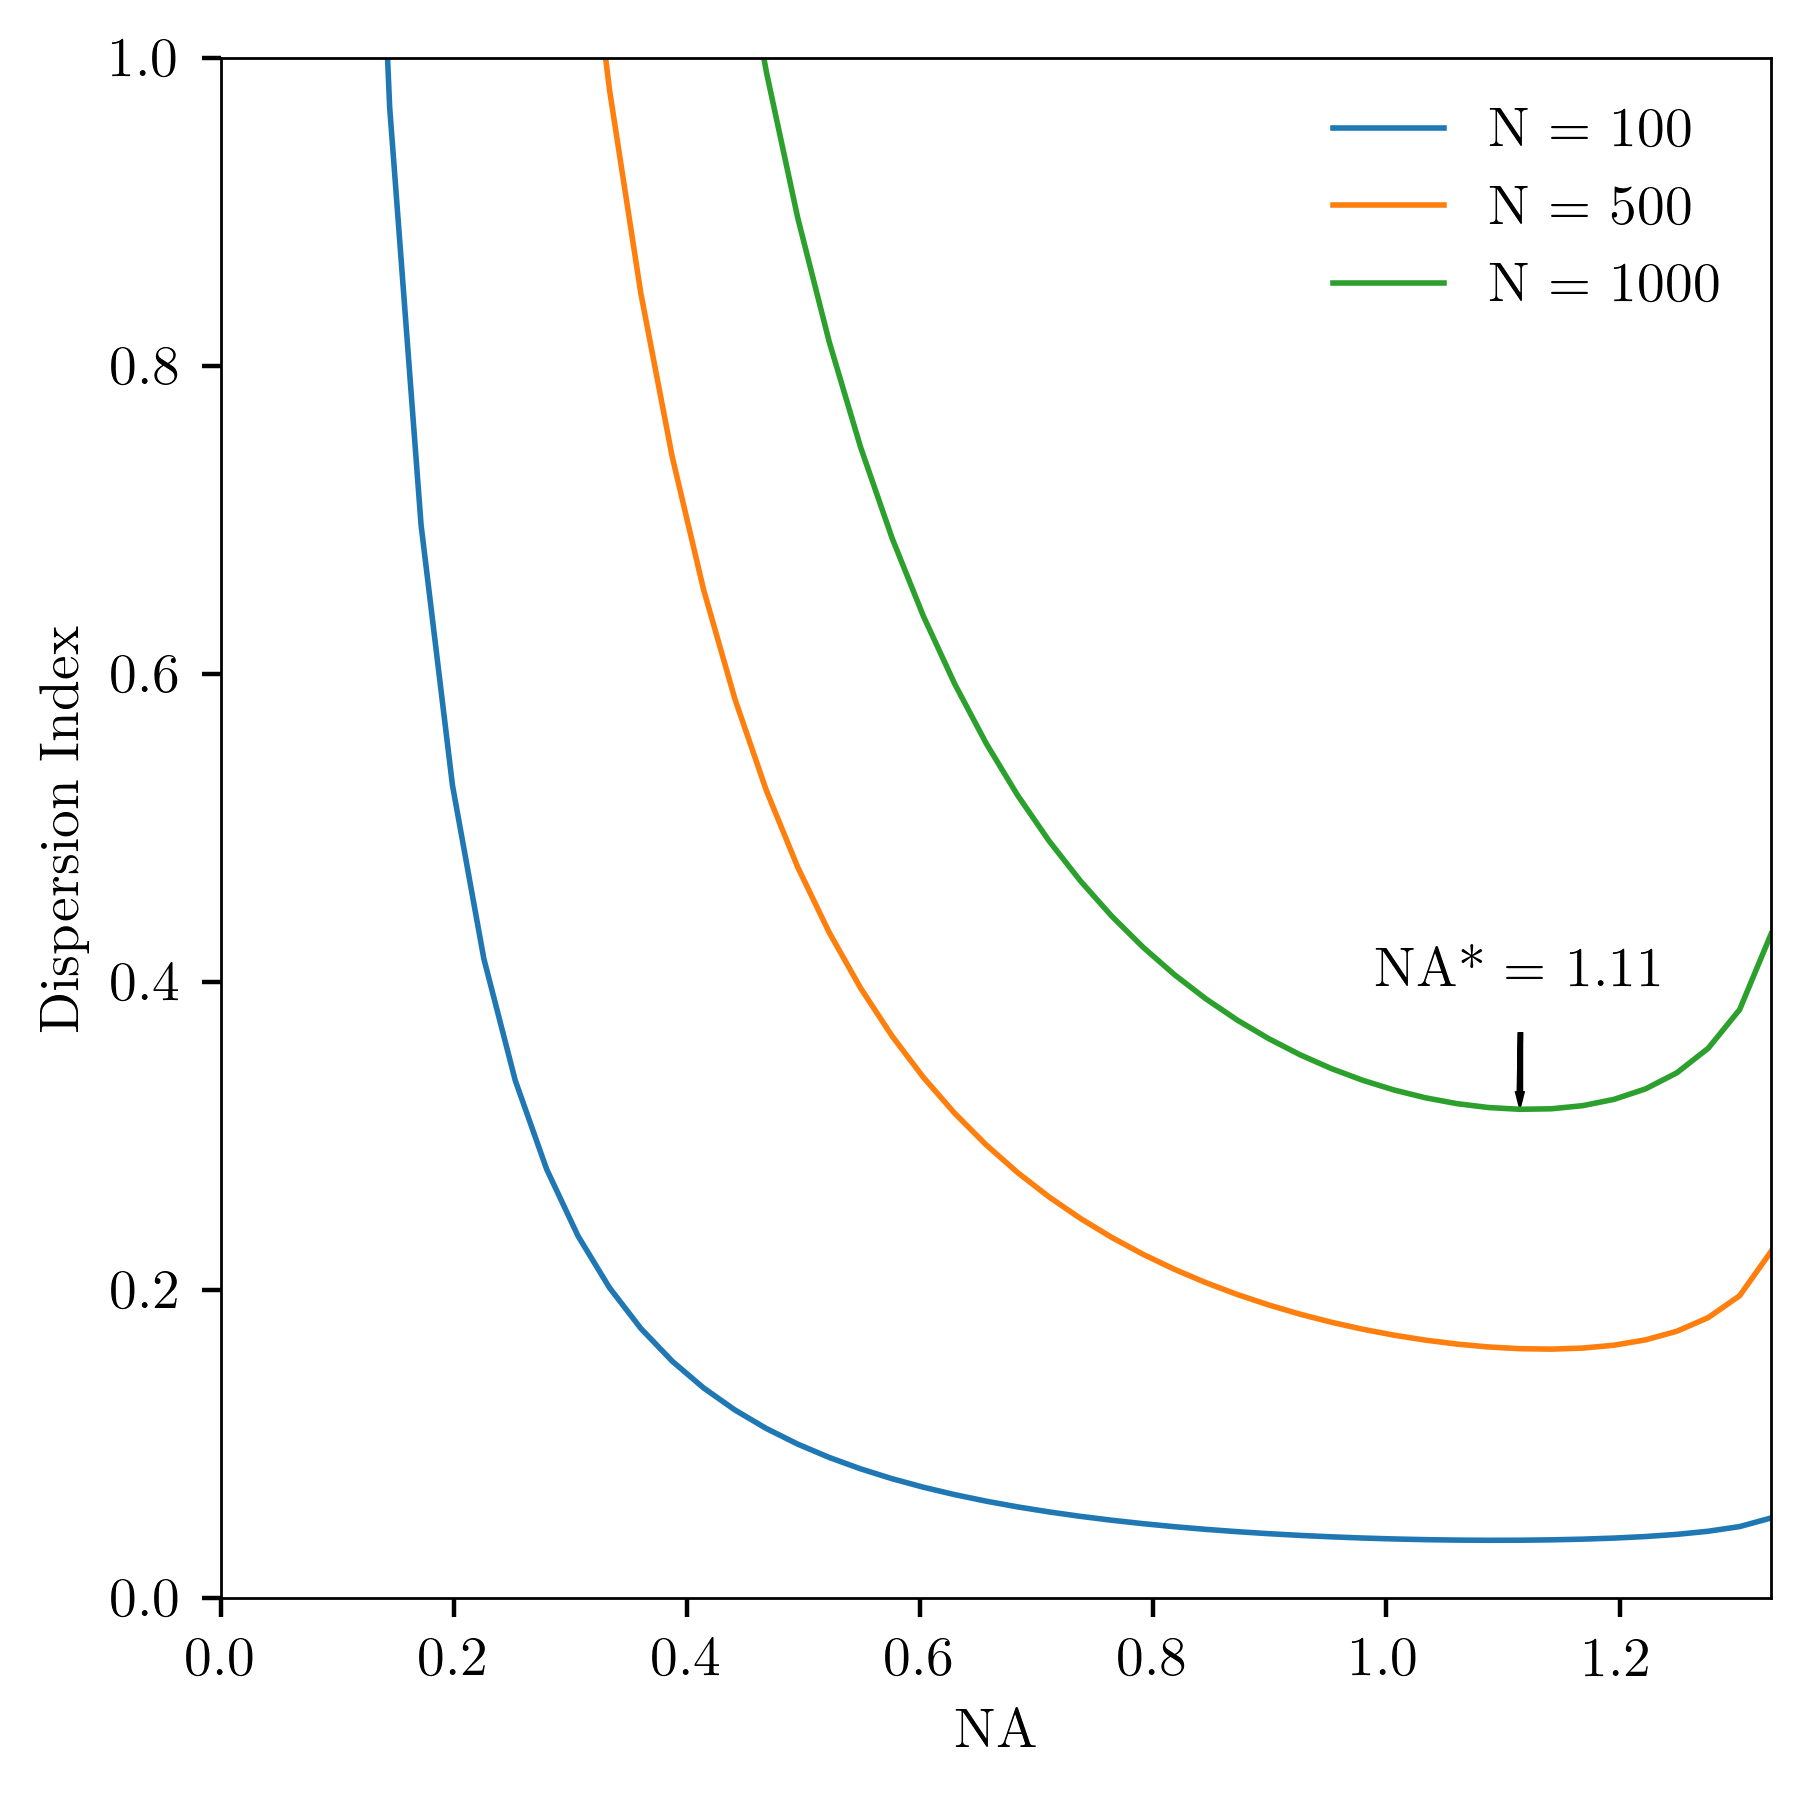 1.0
N = 100
N = 500
N = 1000
0.8
0.6
Dispersion Index
0.4
NA* = 1.11
0.2
0.0
0.0 0.2 0.4 0.6 0.8 1.0 1.2
NA